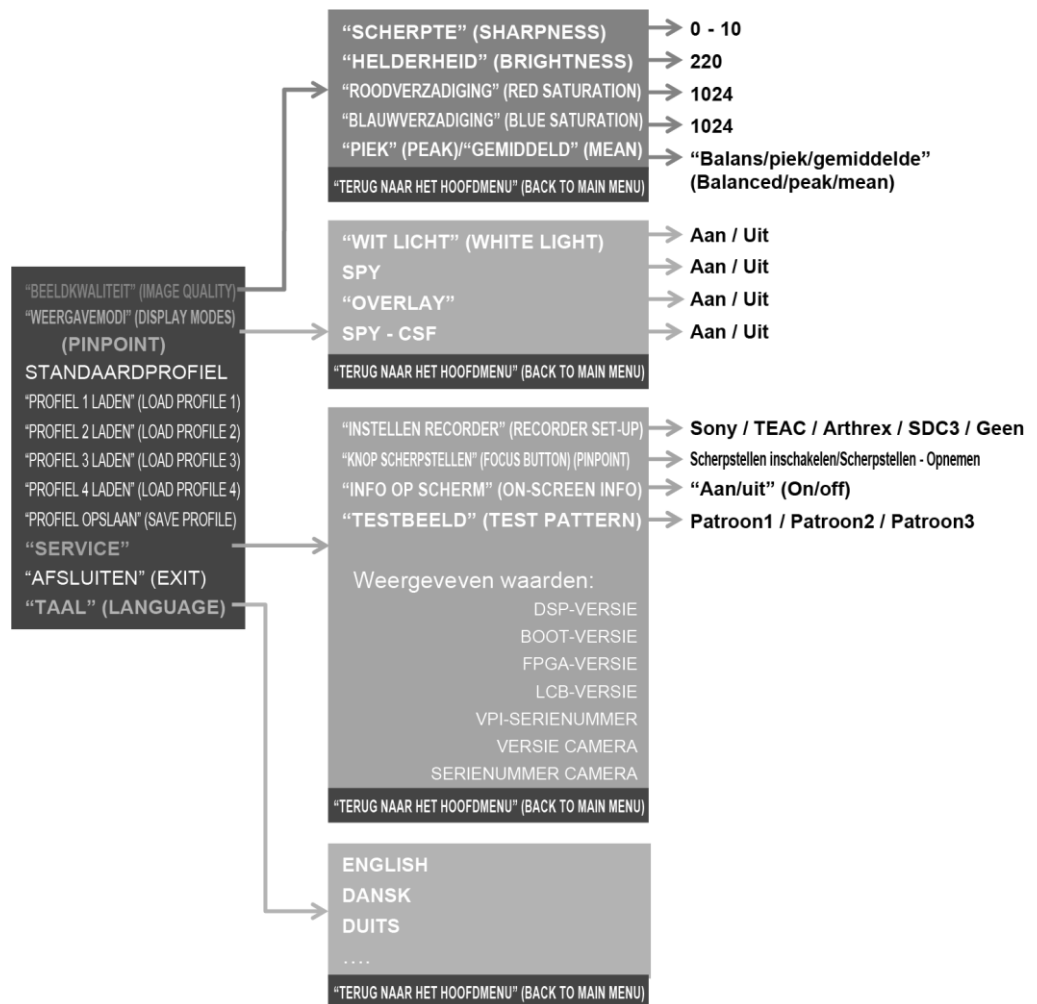 “BEELDKWALITEIT” (IMAGE QUALITY)
“WEERGAVEMODI” (DISPLAY MODES)
(PINPOINT)
STANDAARDPROFIEL
“PROFIEL 1 LADEN” (LOAD PROFILE 1)
“PROFIEL 2 LADEN” (LOAD PROFILE 2)
“PROFIEL 3 LADEN” (LOAD PROFILE 3)
“PROFIEL 4 LADEN” (LOAD PROFILE 4)
“PROFIEL OPSLAAN” (SAVE PROFILE)
“SERVICE”
“AFSLUITEN” (EXIT)
“TAAL” (LANGUAGE)
“SCHERPTE” (SHARPNESS) 0 - 10
“HELDERHEID” (BRIGHTNESS) 220
“ROODVERZADIGING” (RED SATURATION) 1024
“BLAUWVERZADIGING” (BLUE SATURATION) 1024
“PIEK” (PEAK)/“GEMIDDELD” (MEAN) “Balans/piek/gemiddelde”
(Balanced/peak/mean)
“TERUG NAAR HET HOOFDMENU” (BACK TO MAIN MENU)
“WIT LICHT” (WHITE LIGHT) Aan / Uit
SPY Aan / Uit
“OVERLAY” Aan / Uit
SPY - CSF Aan / Uit
“TERUG NAAR HET HOOFDMENU” (BACK TO MAIN MENU)
“INSTELLEN RECORDER” (RECORDER SET-UP) Sony / TEAC / Arthrex / SDC3 / Geen
“KNOP SCHERPSTELLEN” (FOCUS BUTTON) (PINPOINT) Scherpstellen inschakelen/Scherpstellen - Opnemen
“INFO OP SCHERM” (ON-SCREEN INFO) “Aan/uit” (On/off)
“TESTBEELD” (TEST PATTERN) Patroon1 / Patroon2 / Patroon3
Weergeveven waarden:
DSP-VERSIE
BOOT-VERSIE
FPGA-VERSIE
LCB-VERSIE
VPI-SERIENUMMER
VERSIE CAMERA
SERIENUMMER CAMERA
“TERUG NAAR HET HOOFDMENU” (BACK TO MAIN MENU)
ENGLISH
DANSK
DUITS
....
“TERUG NAAR HET HOOFDMENU” (BACK TO MAIN MENU)